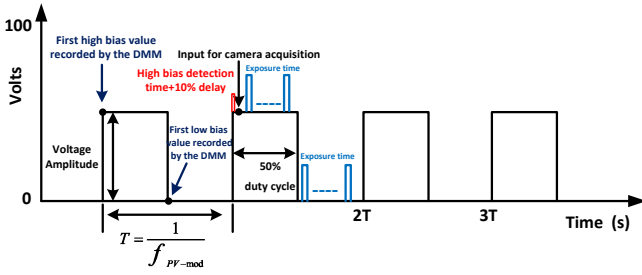 100
Volts
0
First high bias value
recorded by the DMM
Input for camera acquisition
High bias detection
time+10% delay
Exposure time
Voltage
Amplitude
First low bias
value recorded
by the DMM
50%
duty cycle
Exposure time
2T
3T
Time (s)
T = 1 / f PV-mod